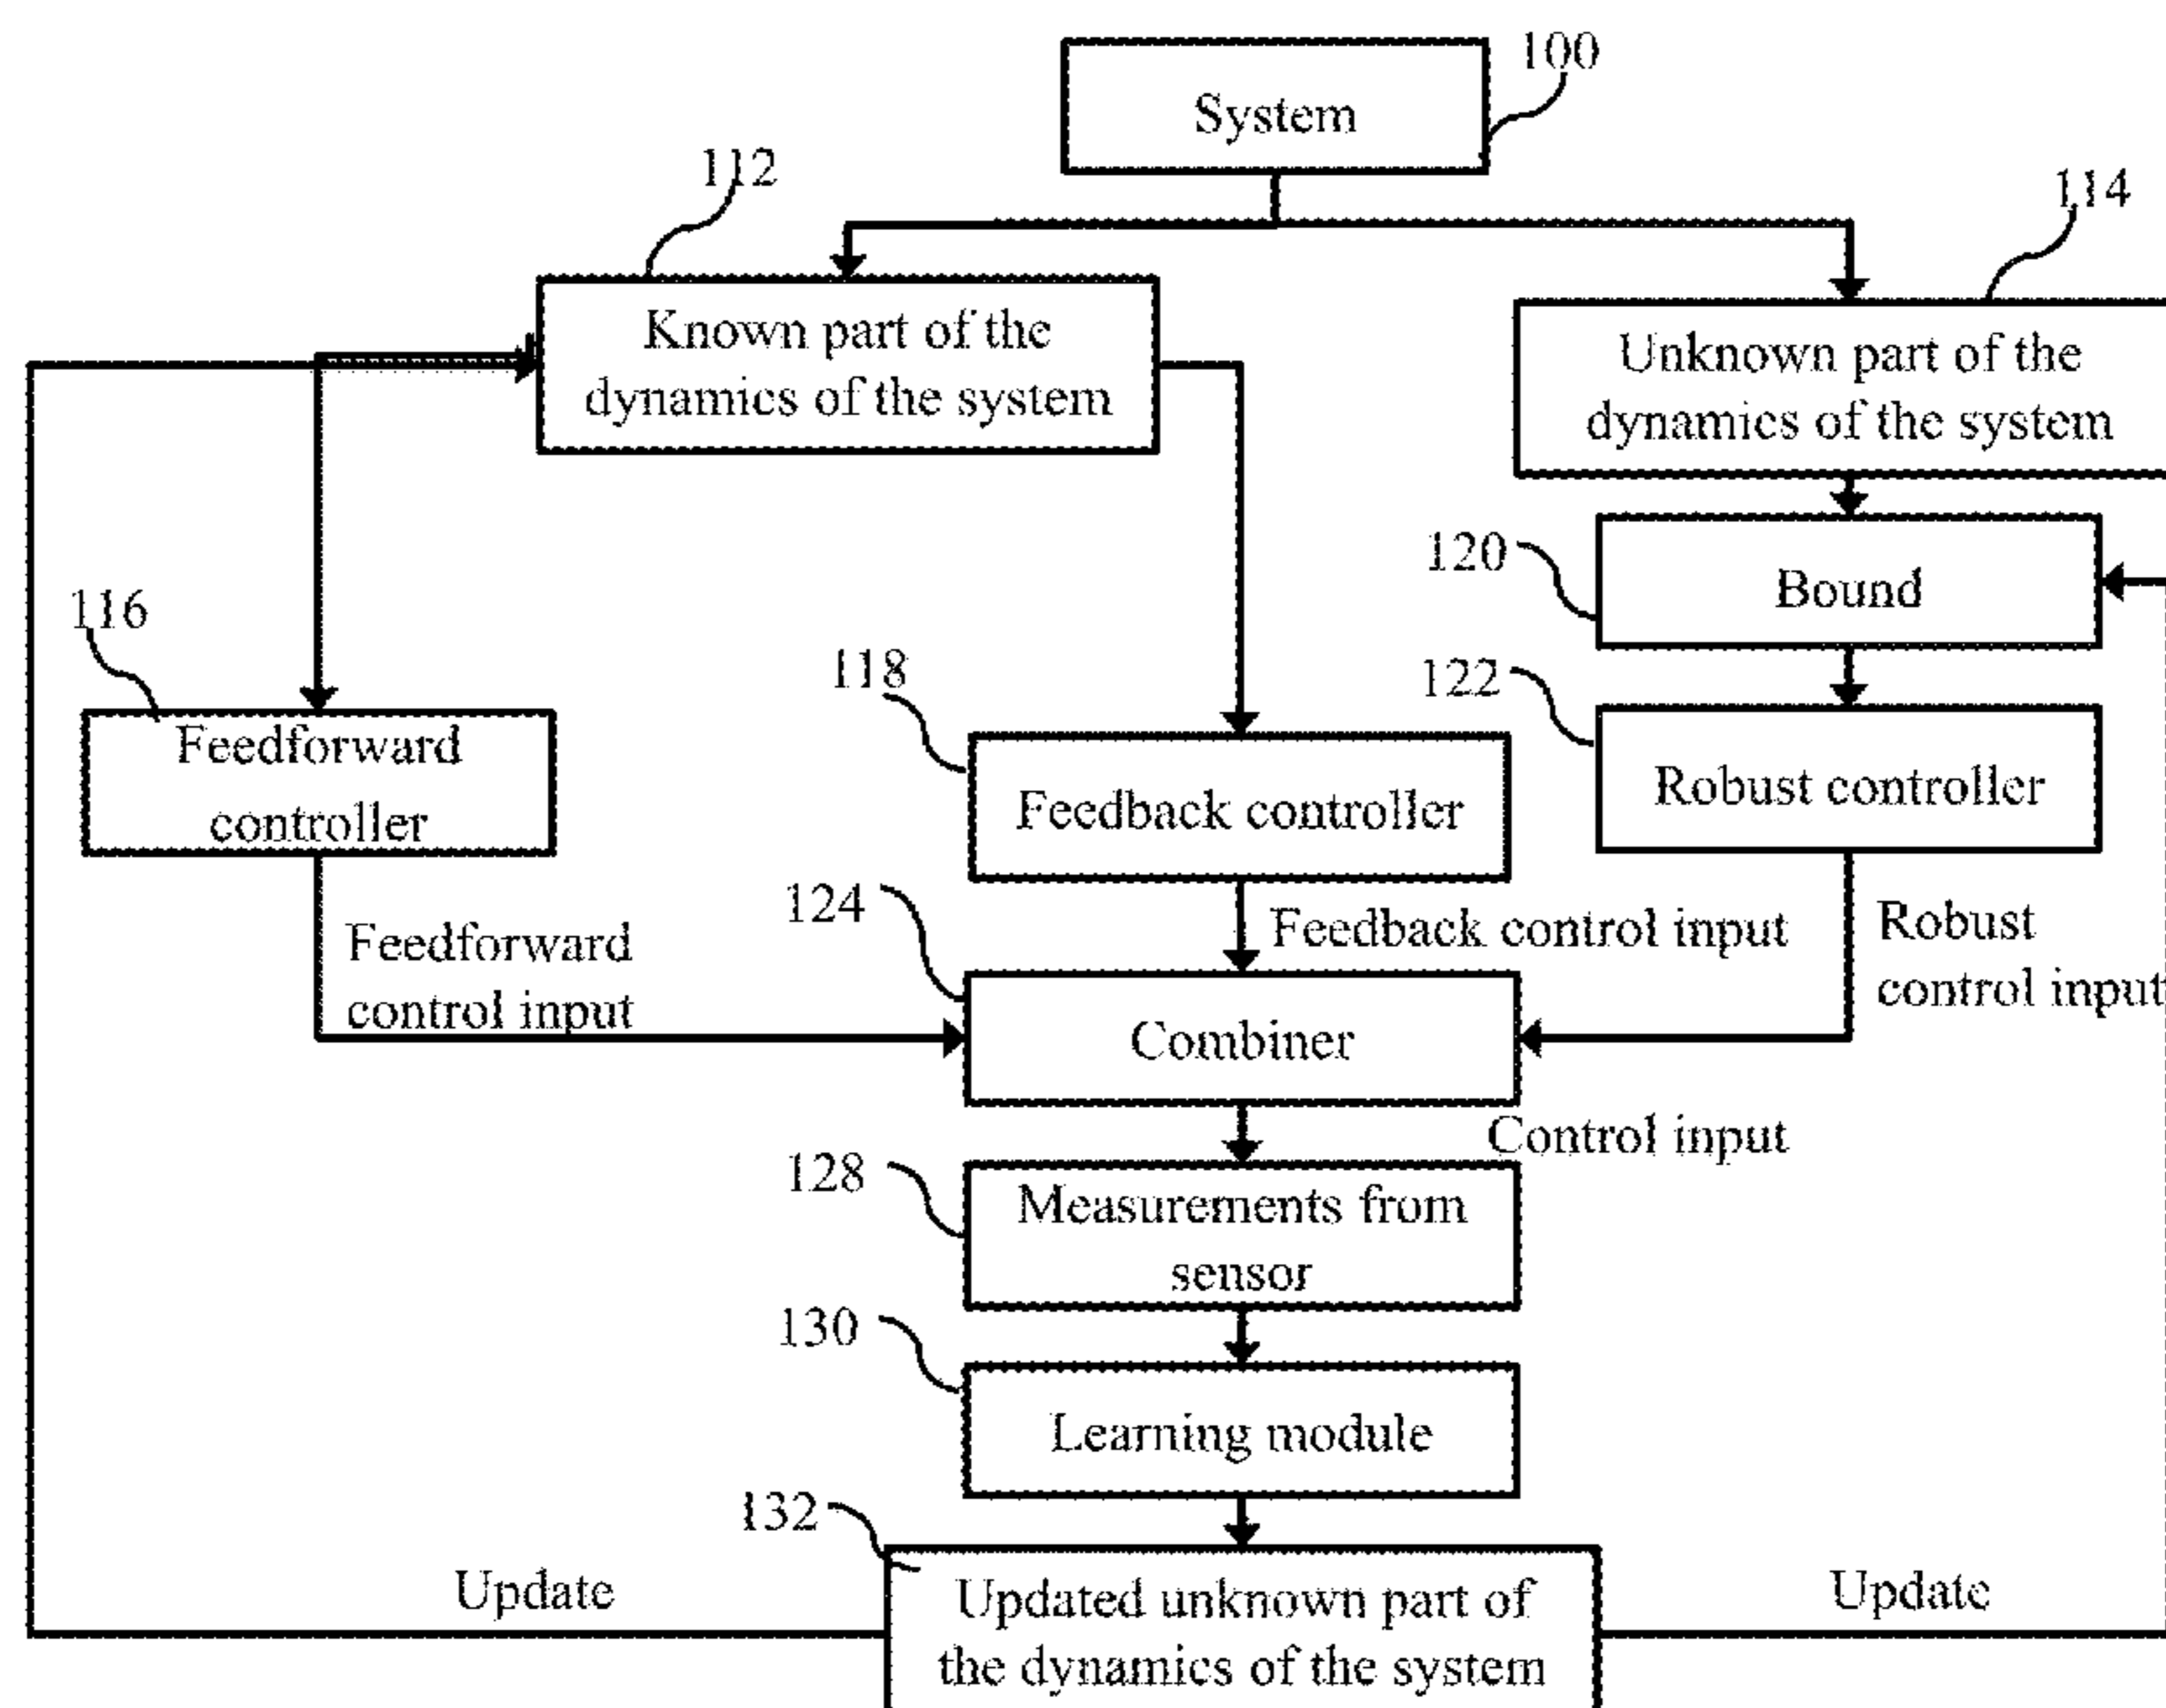 100
System
112
114
Known part of the
dynamics of the system
Unknown part of the
dynamics of the system
120
Bound
116
118
122
Feedforward
controller
Feedback controller
Robust controller
124
Feedforward
control input
Feedback control input
Robust
control input
Combiner
Control input
128
Measurements from
sensor
130
Learning module
132
Update
Updated unknown part of
the dynamics of the system
Update